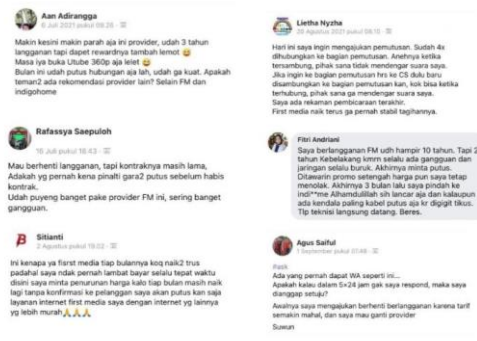 Aan Adirangga
6 Juli 2021 pukul 08.26
Makin kesini makin parah aja ini provider, udah 3 tahun
langganan tapi dapet rewardnya tambah lemot
Masa iya buka Utube 360p aja lelet
Bulan ini udah putus hubungan aja lah, udah ga kuat. Apakah
teman2 ada rekomendasi provider lain? Selain FM dan
indigohome
Rafassya Saepuloh
16 Juli pukul 18.43
Mau berhenti langganan, tapi kontraknya masih lama,
Adakah yg pernah kena pinalti gara2 putus sebelum habis
kontrak.
Udah puyeng banget pake provider FM ini, sering banget
gangguan.
Sitianti
2 Agustus pukul 19.02
Ini kenapa ya fisrst media tiap bulannya koq naik2 trus
padahal saya ndak pernah lambat bayar selalu tepat waktu
disini saya minta penurunan harga kalo tiap bulan masih naik
lagi tanpa konfirmasi ke pelanggan saya akan putus kan saja
layanan internet first media saya dengan internet yg lainnya
yg lebih murah
Lietha Nyzha
26 Agustus 2021 pukul 08.10
Hari ini saya ingin mengajukan pemutusan. Sudah 4x
dihubungkan ke bagian pemutusan. Anehnya ketika
tersambung, pihak sana tidak mendengar suara saya.
Jika ingin ke bagian pemutusan hrs ke CS dulu baru
disambungkan ke bagian pemutusan kan, kok bisa ketika
terhubung, pihak sana ga mendengar suara saya.
Saya ada rekaman pembicaraan terakhir.
First media naik terus ga pernah stabil tagihannya.
Fitri Andriani
Saya berlangganan FM udh hampir 10 tahun. Tapi 2
tahun Kebelakang kmrn selalu ada gangguan dan
jaringan selalu buruk. Akhirnya minta putus.
Ditawarin promo setengah harga pun saya tetap
menolak. Akhirnya 3 bulan lalu saya pindah ke
indi**me Alhamdulillah sih lancar aja dan kalaupun
ada kendala paling kabel putus aja kr digigit tikus.
Tlp teknisi langsung datang. Beres.
Agus Saiful
1 September pukul 01.48
#ask
Ada yang pernah dapat WA seperti ini...
Apakah kalau dalam 5x24 jam gak saya respond, maka saya
dianggap setuju?
Awalnya saya mengajukan berhenti berlangganan karena tarif
semakin mahal, dan saya mau ganti provider
Suwun